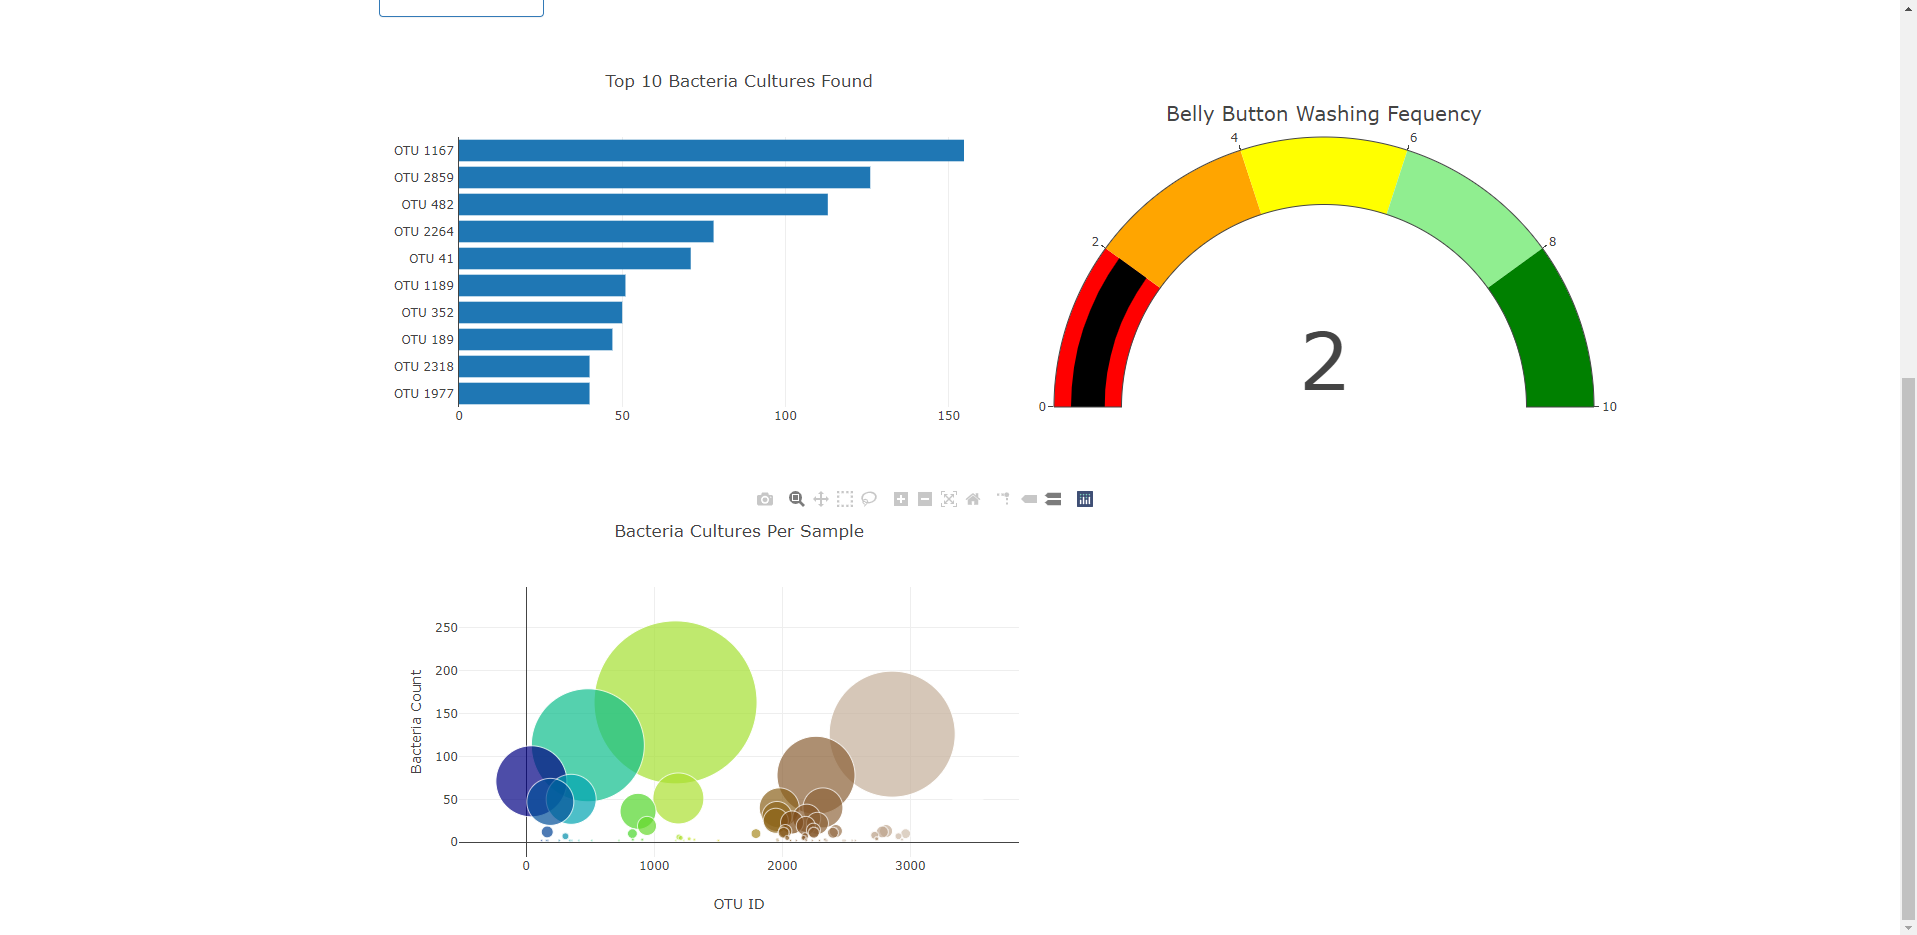 Top 10 Bacteria Cultures Found
OTU 1167
OTU 2859
OTU 482
OTU 2264
OTU 41
OTU 1189
OTU 352
OTU 189
OTU 2318
OTU 1977
0 50 100 150
Belly Button Washing Fequency
0
2
4
6
8
10
2
Bacteria Cultures Per Sample
Bacteria Count
250
200
150
100
50
0
0 1000 2000 3000
OTU ID